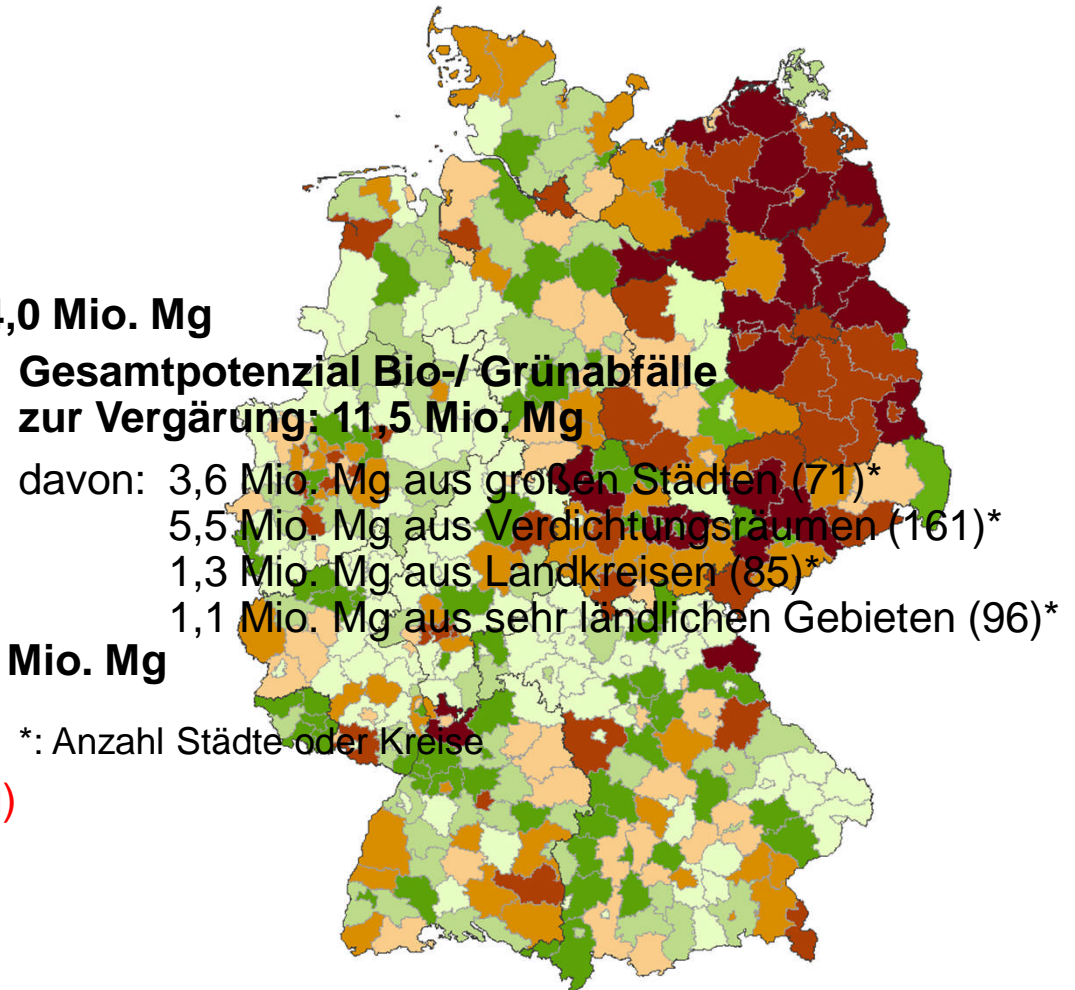 4,0 Mio. Mg
Gesamtpotenzial Bio-/ Grünabfälle
zur Vergärung: 11,5 Mio. Mg
davon: 3,6 Mio. Mg aus großen Städten (71)*
5,5 Mio. Mg aus Verdichtungsräumen (161)*
1,3 Mio. Mg aus Landkreisen (85)*
1,1 Mio. Mg aus sehr ländlichen Gebieten (96)*
Mio. Mg
*: Anzahl Städte oder Kreise
)